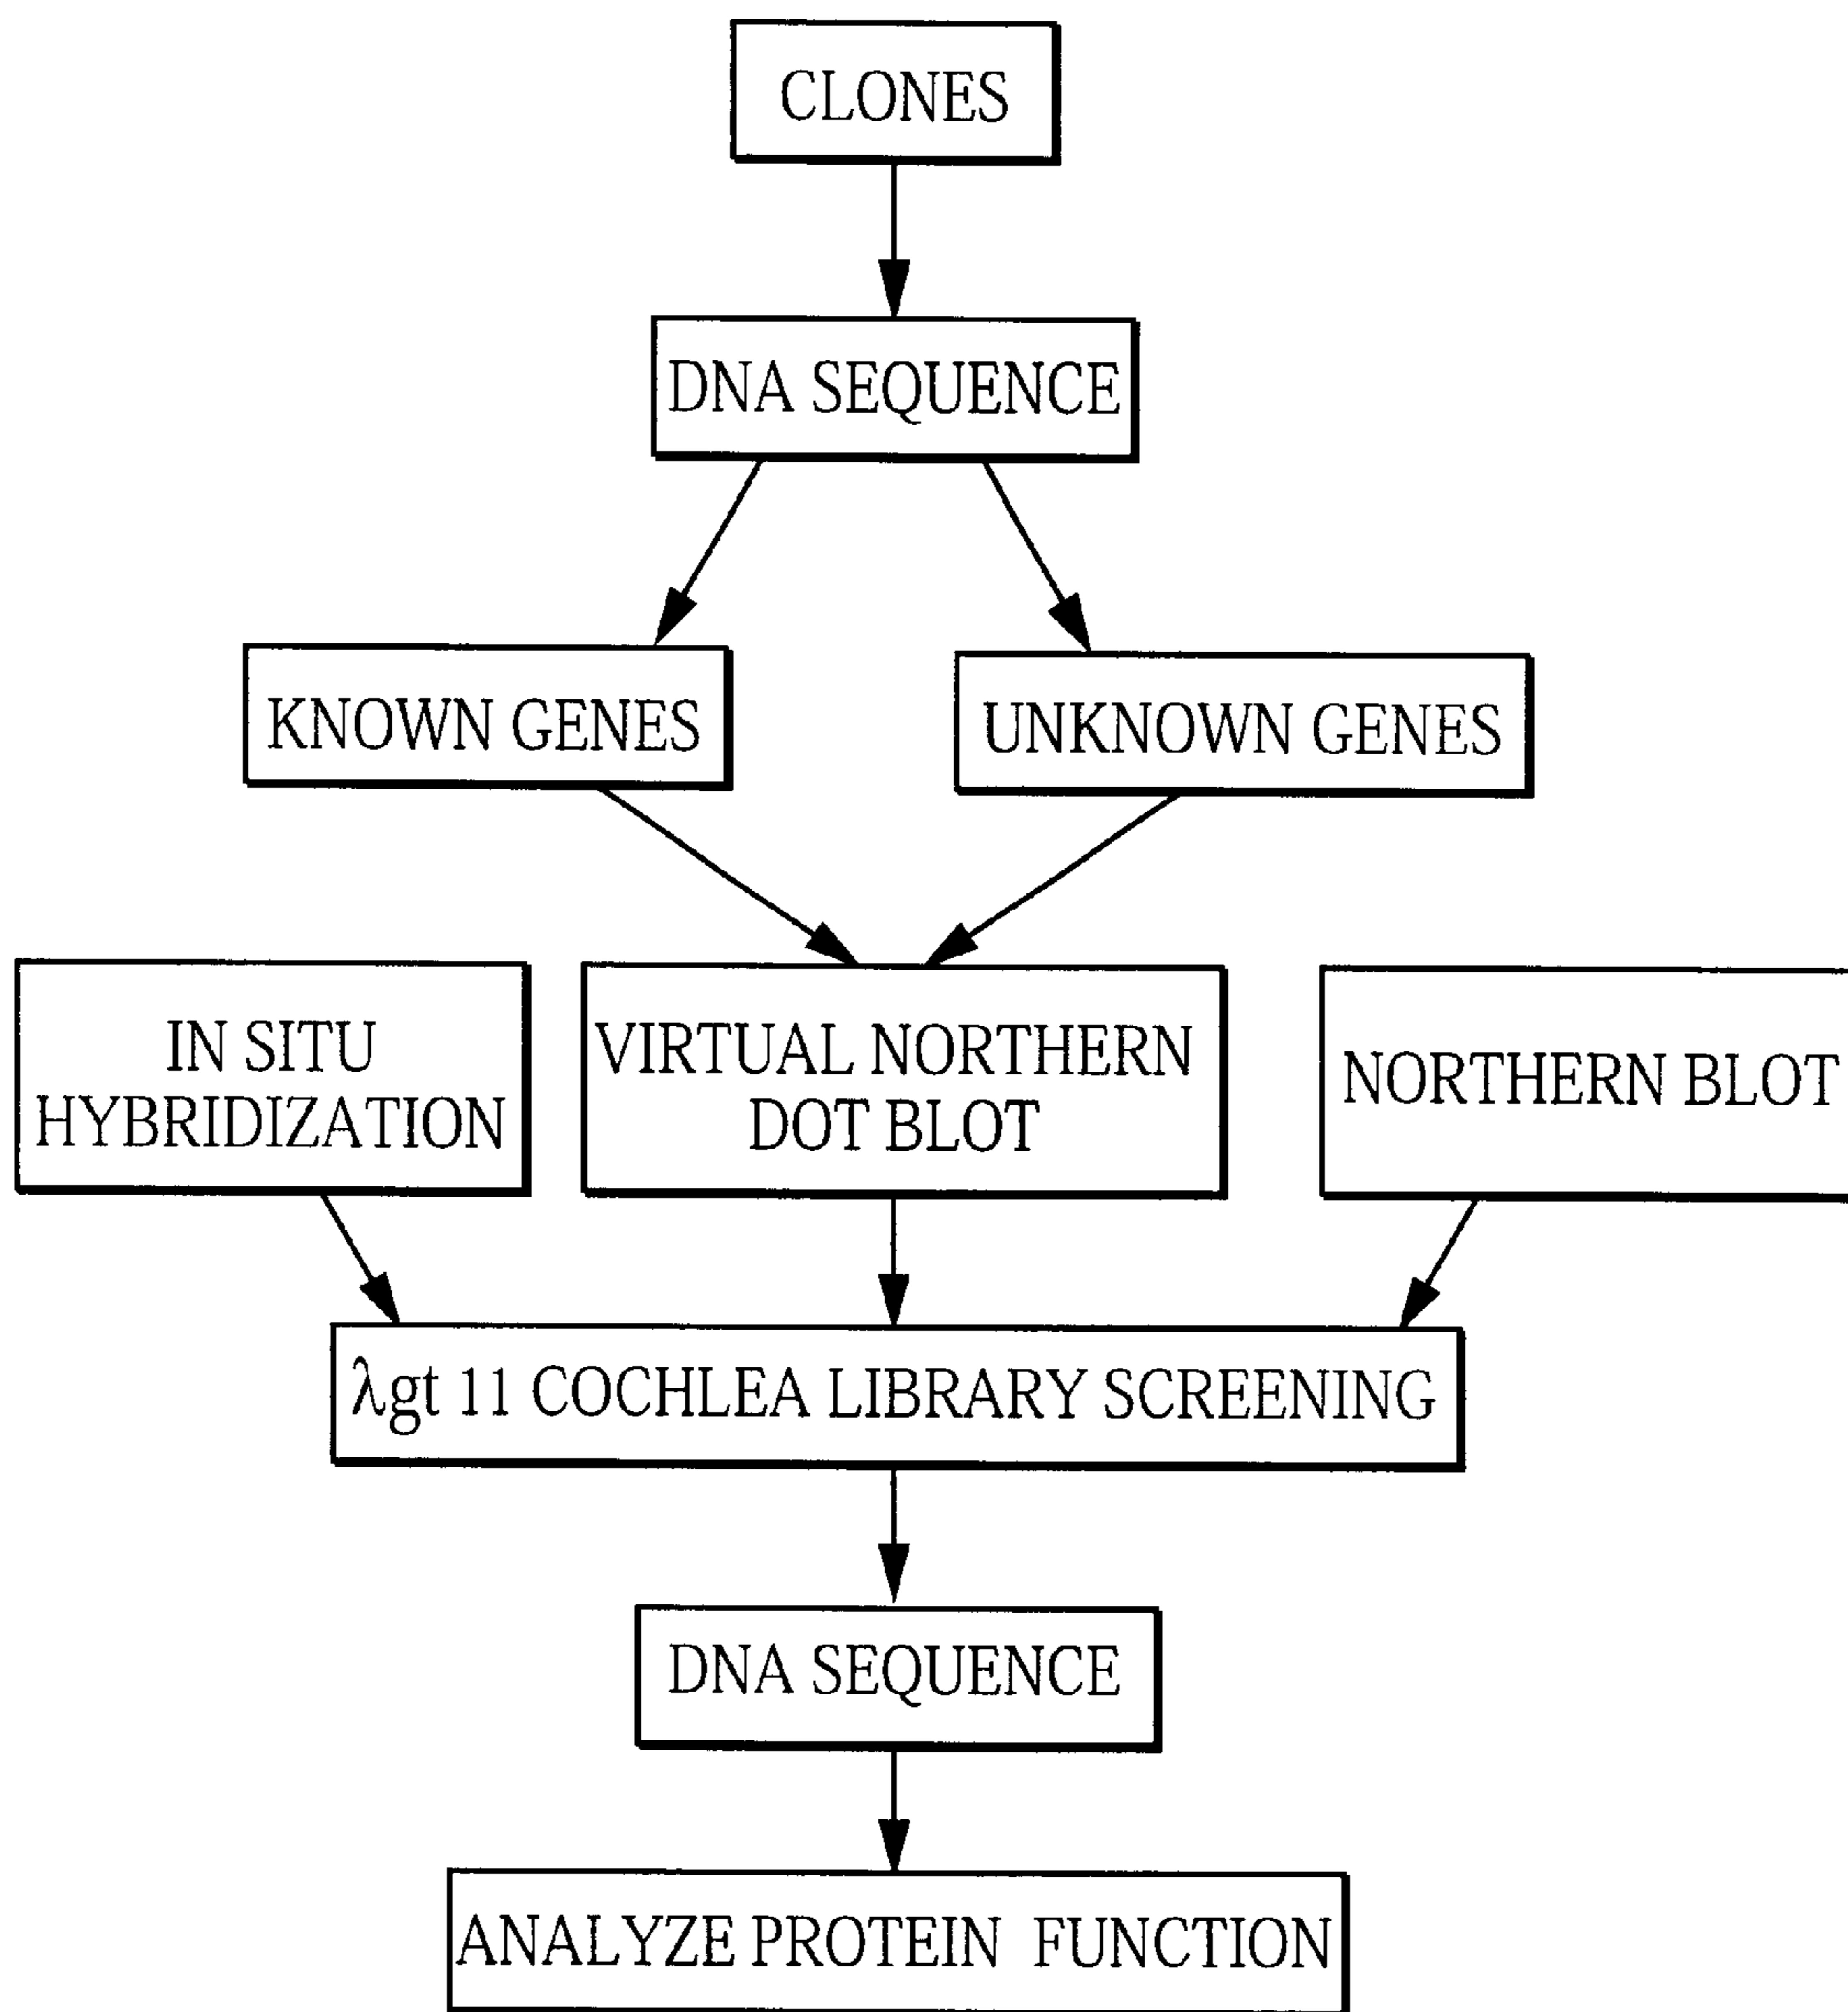 CLONES
DNA SEQUENCE
KNOWN GENES
UNKNOWN GENES
IN SITU
HYBRIDIZATION
VIRTUAL NORTHERN
DOT BLOT
NORTHERN BLOT
λgt 11 COCHLEA LIBRARY SCREENING
DNA SEQUENCE
ANALYZE PROTEIN FUNCTION